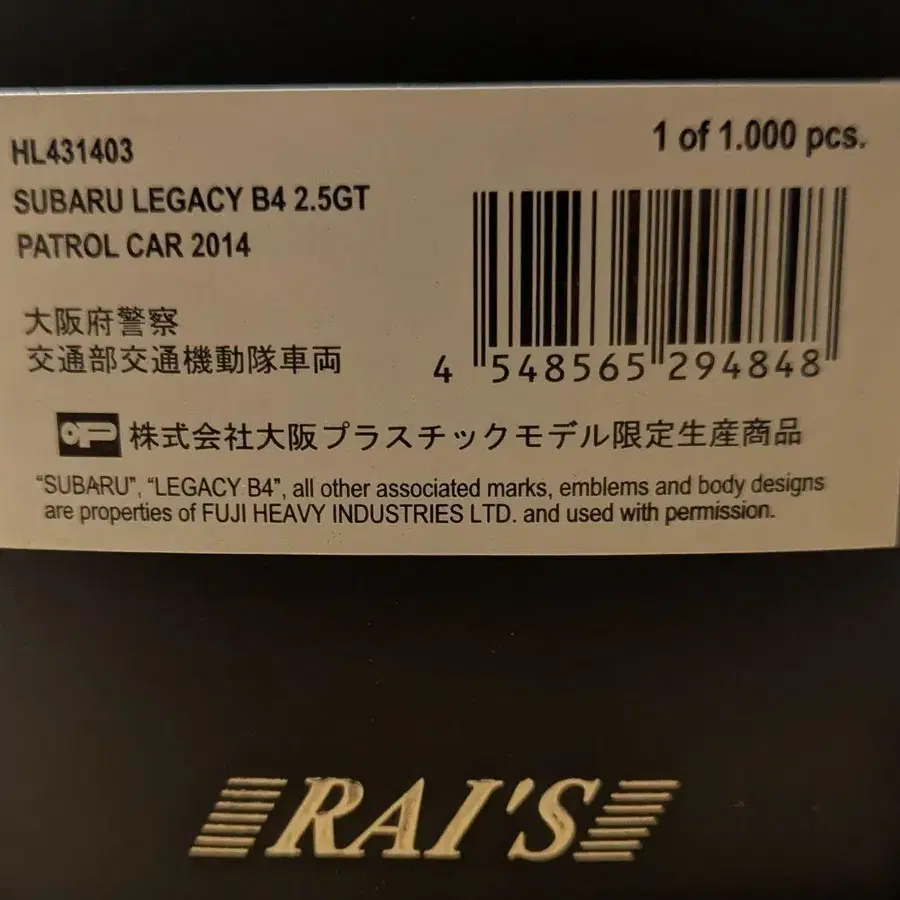 HL431403
1 of 1.000 pcs.
SUBARU LEGACY B4 2.5GT
PATROL CAR 2014
大阪府警察
交通部交通機動隊車両
4 548565 294848
OP 株式会社大阪プラスチックモデル限定生産商品
“SUBARU”, “LEGACY B4”, all other associated marks, emblems and body designs
are properties of FUJI HEAVY INDUSTRIES LTD. and used with permission.
RAI'S